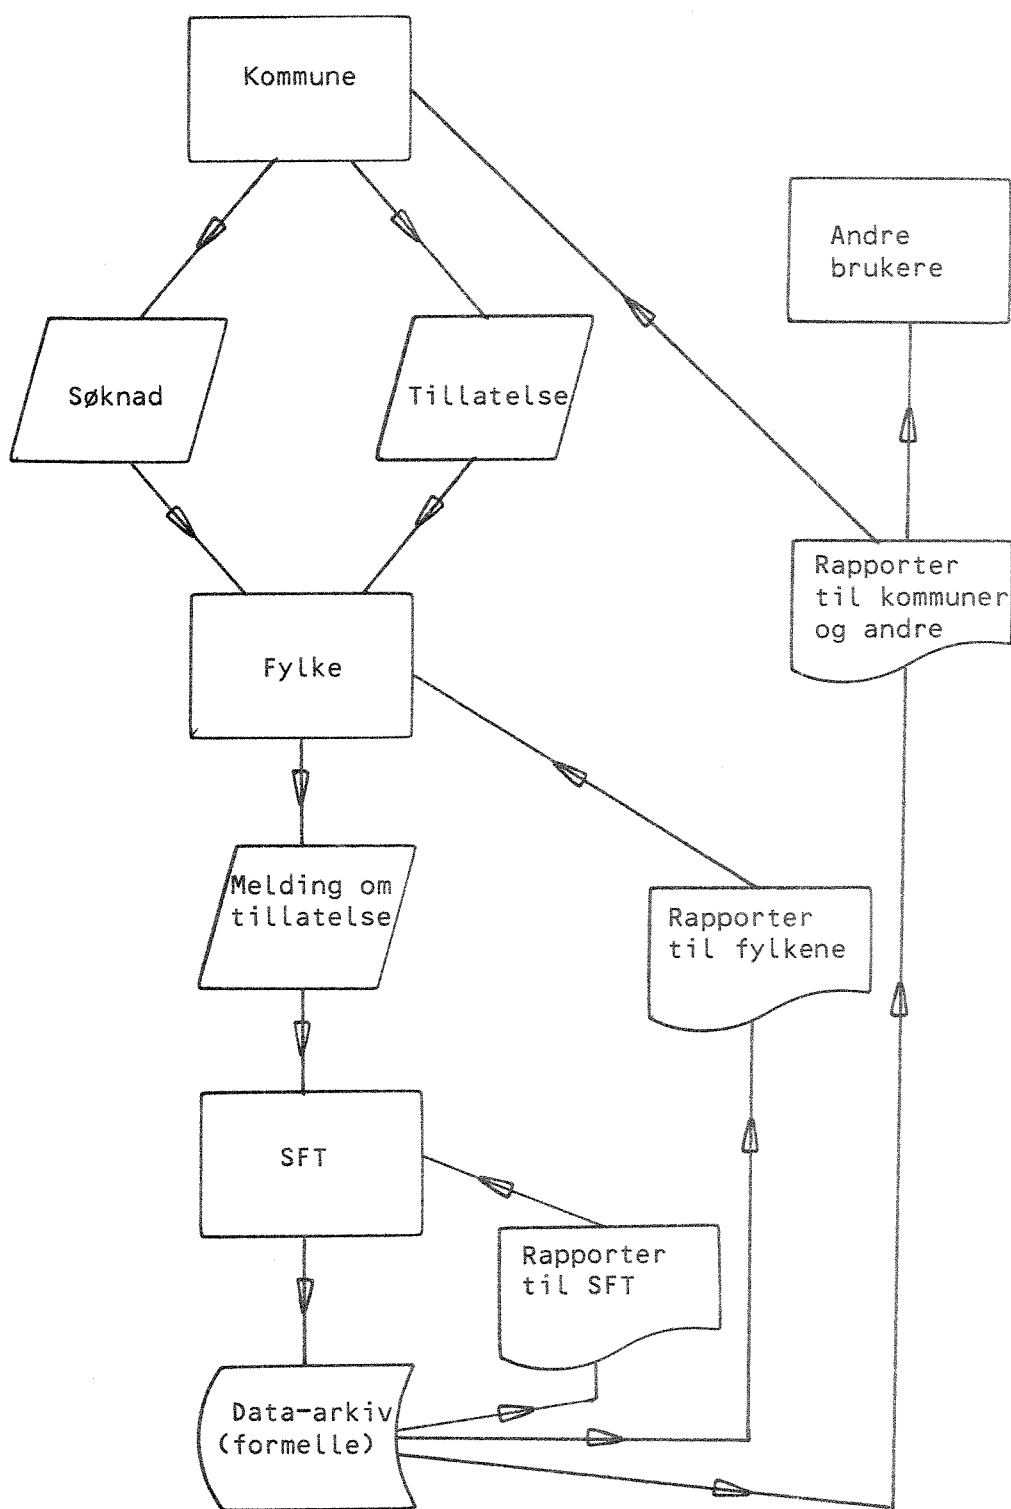 Kommune
Andre
brukere
Søknad
Tillatelse
Rapporter
til kommuner
og andre
Fylke
Melding om
tillatelse
Rapporter
til fylkene
SFT
Rapporter
til SFT
Data-arkiv
(formelle)